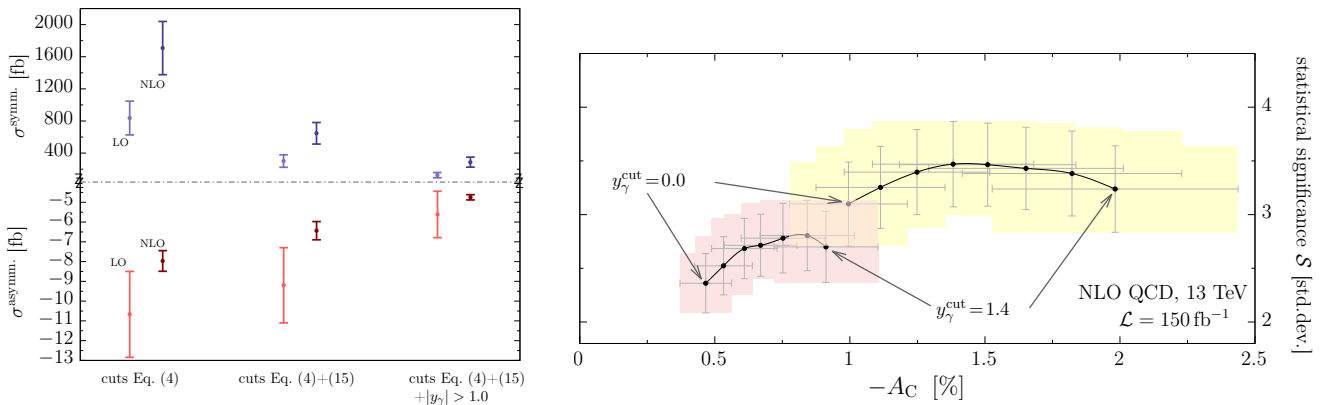 2000
1600
1200
800
400
σ^symm. [fb]
NLO
LO
−5
−6
−7
−8
−9
−10
−11
−12
−13
σ^asymm. [fb]
NLO
LO
cuts Eq. (4)
cuts Eq. (4)+(15)
cuts Eq. (4)+(15)
+|y_γ| > 1.0
y_γ^cut = 0.0
y_γ^cut = 1.4
NLO QCD, 13 TeV
𝓛 = 150 fb^−1
0
0.5
1
1.5
2
2.5
−A_C [%]
4
3
2
statistical significance 𝒮 [std.dev.]